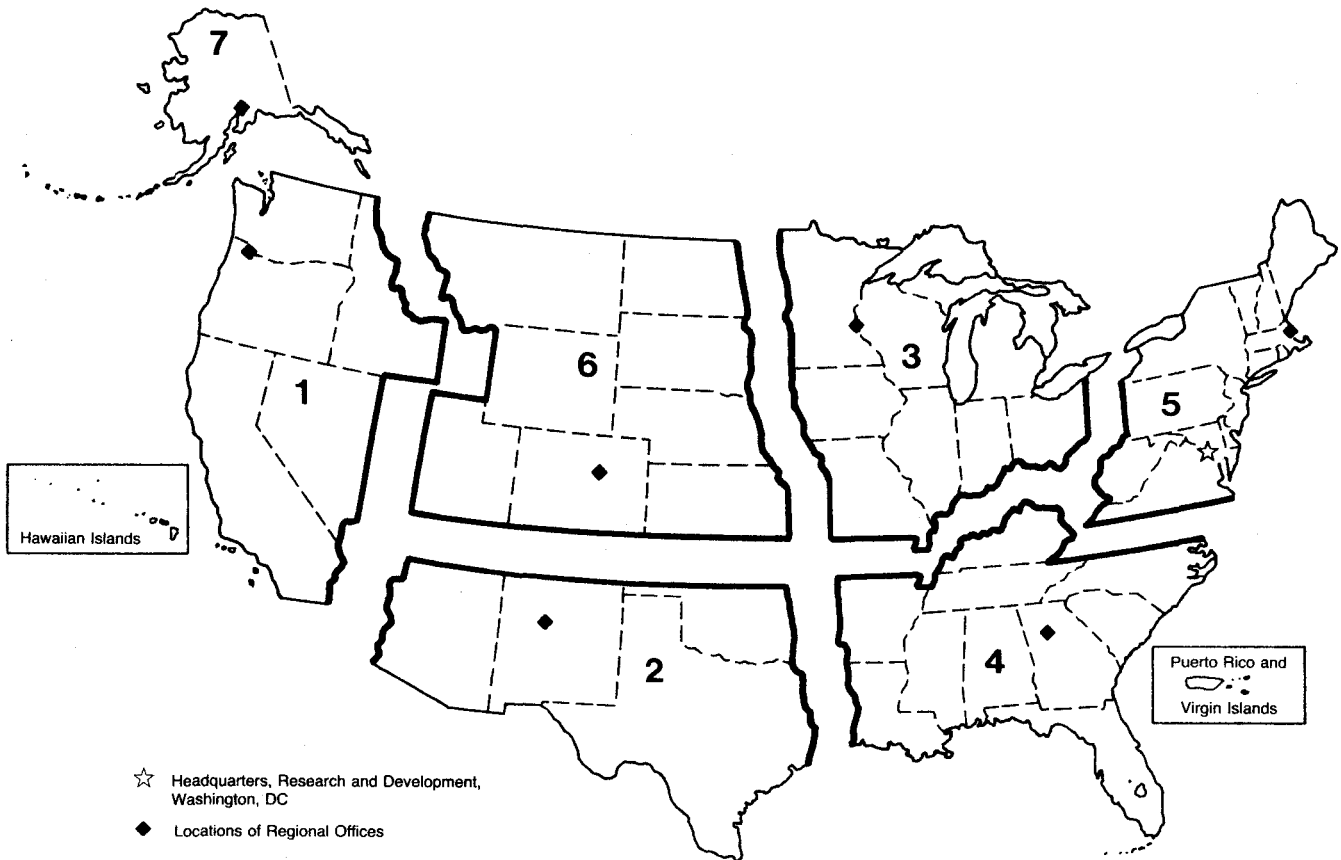 7
6
3
1
5
Hawaiian Islands
2
4
Puerto Rico and
Virgin Islands
Headquarters, Research and Development,
Washington, DC
Locations of Regional Offices